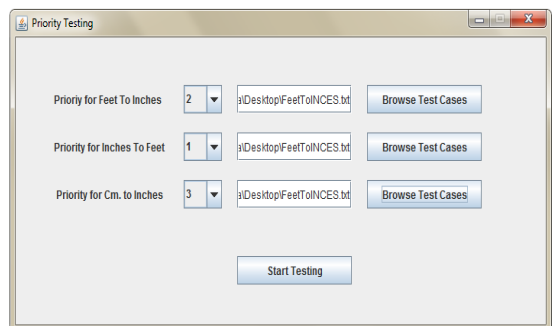 Priority Testing
X
Prioriy for Feet To Inches 2 a\Desktop\FeetToINCES.txt Browse Test Cases
Priority for Inches To Feet 1 a\Desktop\FeetToINCES.txt Browse Test Cases
Priority for Cm. to Inches 3 a\Desktop\FeetToINCES.txt Browse Test Cases
Start Testing